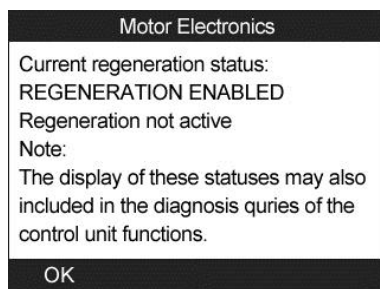 Motor Electronics
Current regeneration status:
REGENERATION ENABLED
Regeneration not active
Note:
The display of these statuses may also
included in the diagnosis quries of the
control unit functions.
OK